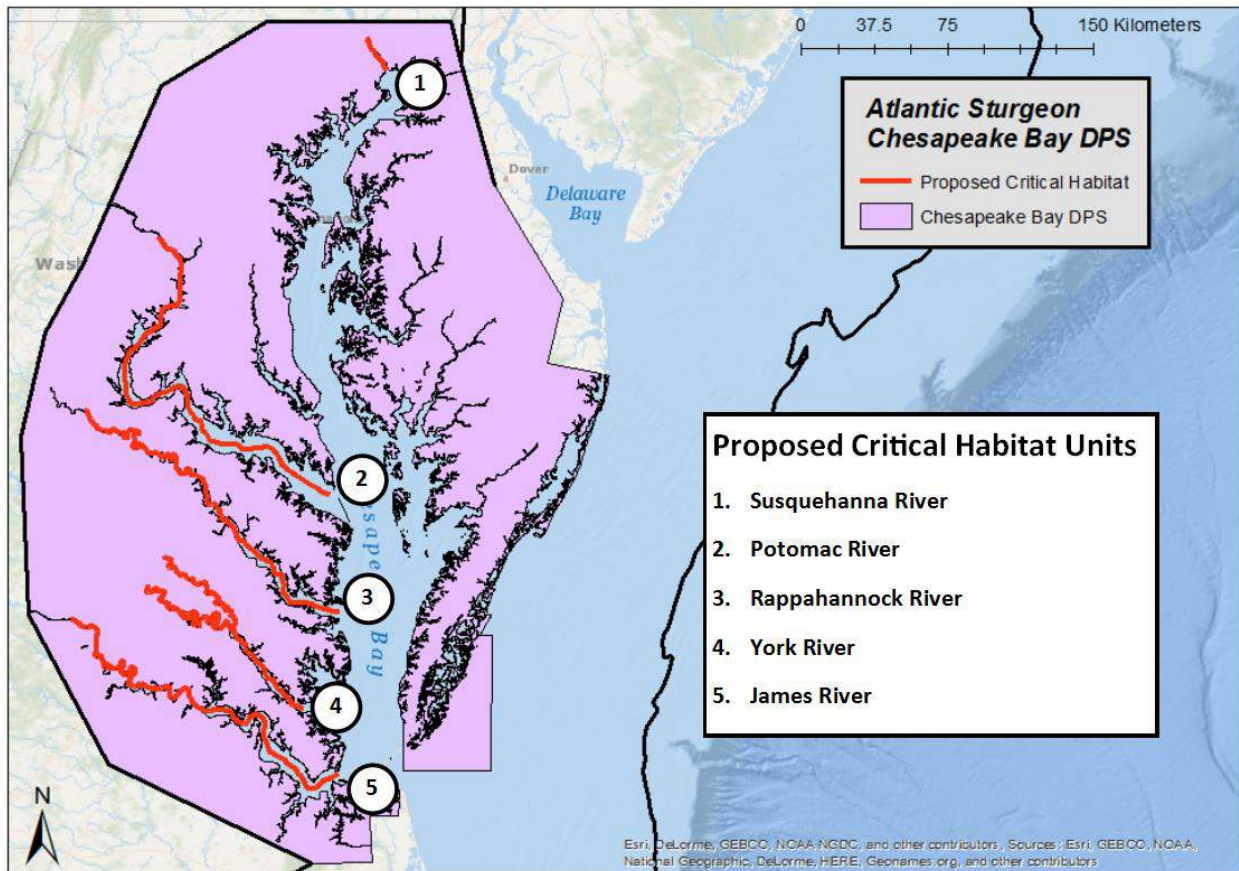 0 37.5 75 150 Kilometers
Atlantic Sturgeon
Chesapeake Bay DPS
Proposed Critical Habitat
Chesapeake Bay DPS
1
Dover
Delaware
Bay
Proposed Critical Habitat Units
1. Susquehanna River
2. Potomac River
3. Rappahannock River
4. York River
5. James River
2
3
Bay
4
5
N
Esri, DeLorme, GEBCO, NOAA NGDC, and other contributors, Sources: Esri, GEBCO, NOAA,
National Geographic, DeLorme, HERE, Geonames.org, and other contributors